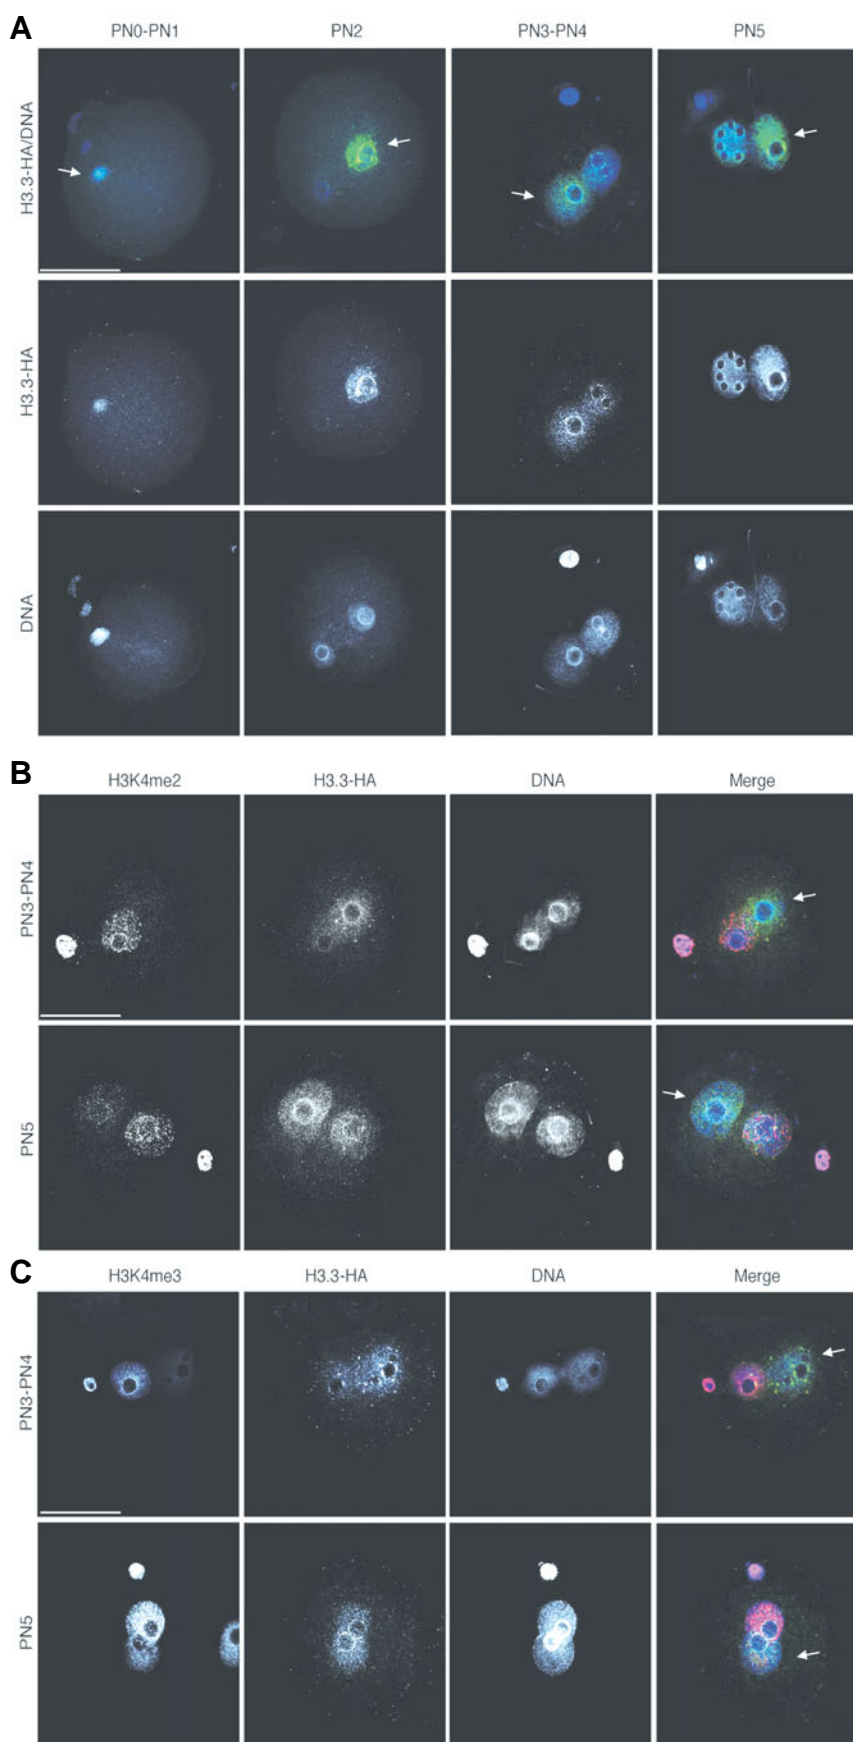 A
PN0-PN1 PN2 PN3-PN4 PN5
H3.3-HA/DNA
H3.3-HA
DNA
B
H3K4me2 H3.3-HA DNA Merge
PN3-PN4
PN5
C
H3K4me3 H3.3-HA DNA Merge
PN3-PN4
PN5